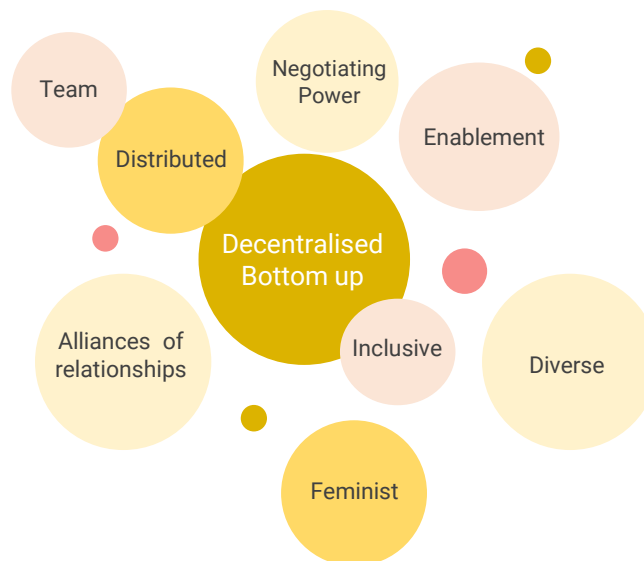 Team
Negotiating
Power
Enablement
Distributed
Decentralised
Bottom up
Alliances of
relationships
Inclusive
Diverse
Feminist